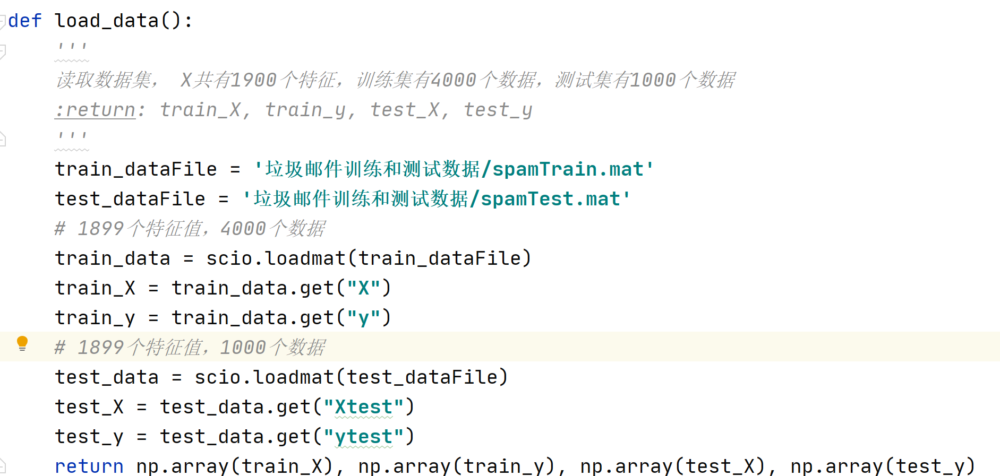 def load_data():
    '''
    读取数据集， X共有1900个特征，训练集有4000个数据，测试集有1000个数据
    :return: train_X, train_y, test_X, test_y
    '''
    train_dataFile = '垃圾邮件训练和测试数据/spamTrain.mat'
    test_dataFile = '垃圾邮件训练和测试数据/spamTest.mat'
    # 1899个特征值，4000个数据
    train_data = scio.loadmat(train_dataFile)
    train_X = train_data.get("X")
    train_y = train_data.get("y")
    # 1899个特征值，1000个数据
    test_data = scio.loadmat(test_dataFile)
    test_X = test_data.get("Xtest")
    test_y = test_data.get("ytest")
    return np.array(train_X), np.array(train_y), np.array(test_X), np.array(test_y)